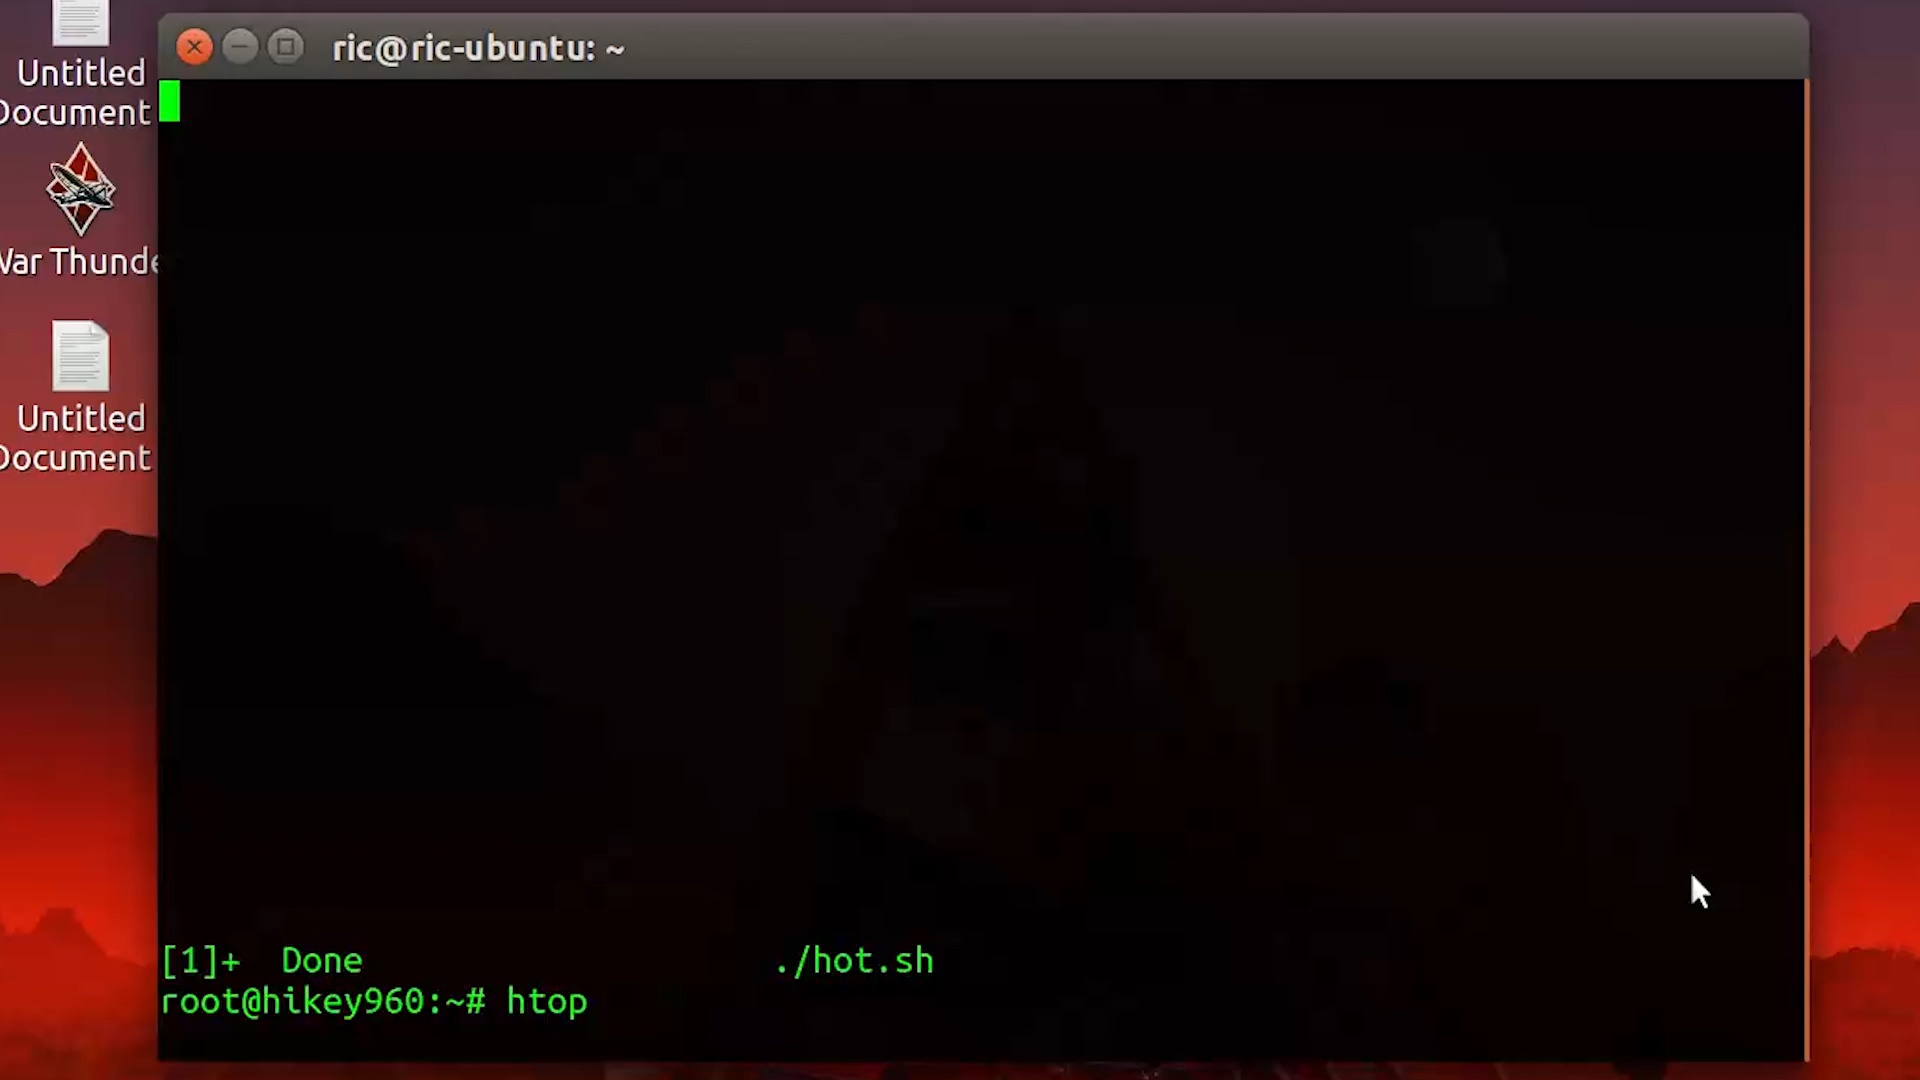 ric@ric-ubuntu: ~
Untitled
Document
War Thunde
Untitled
Document
[1]+  Done                    ./hot.sh
root@hikey960:~# htop